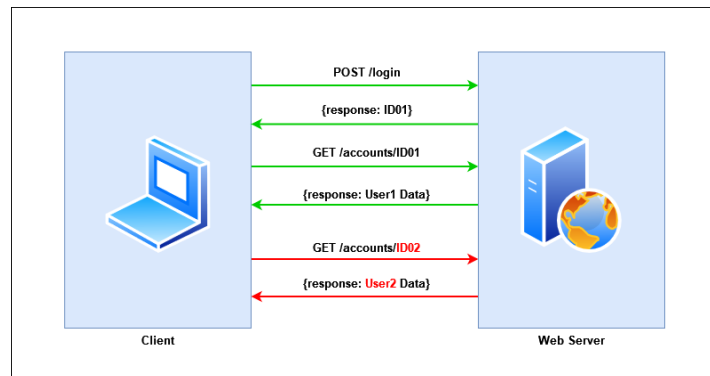 POST /login
{response: ID01}
GET /accounts/ID01
{response: User1 Data}
GET /accounts/ID02
{response: User2 Data}
Client
Web Server